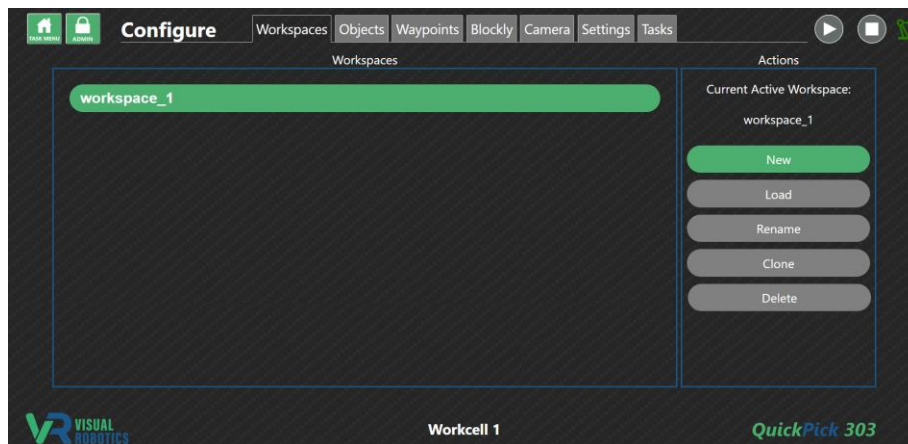 TASK MENU
ADMIN
Configure
Workspaces Objects Waypoints Blockly Camera Settings Tasks
Workspaces
Actions
workspace_1
Current Active Workspace:
workspace_1
New
Load
Rename
Clone
Delete
VR VISUAL
ROBOTICS
Workcell 1
QuickPick 303